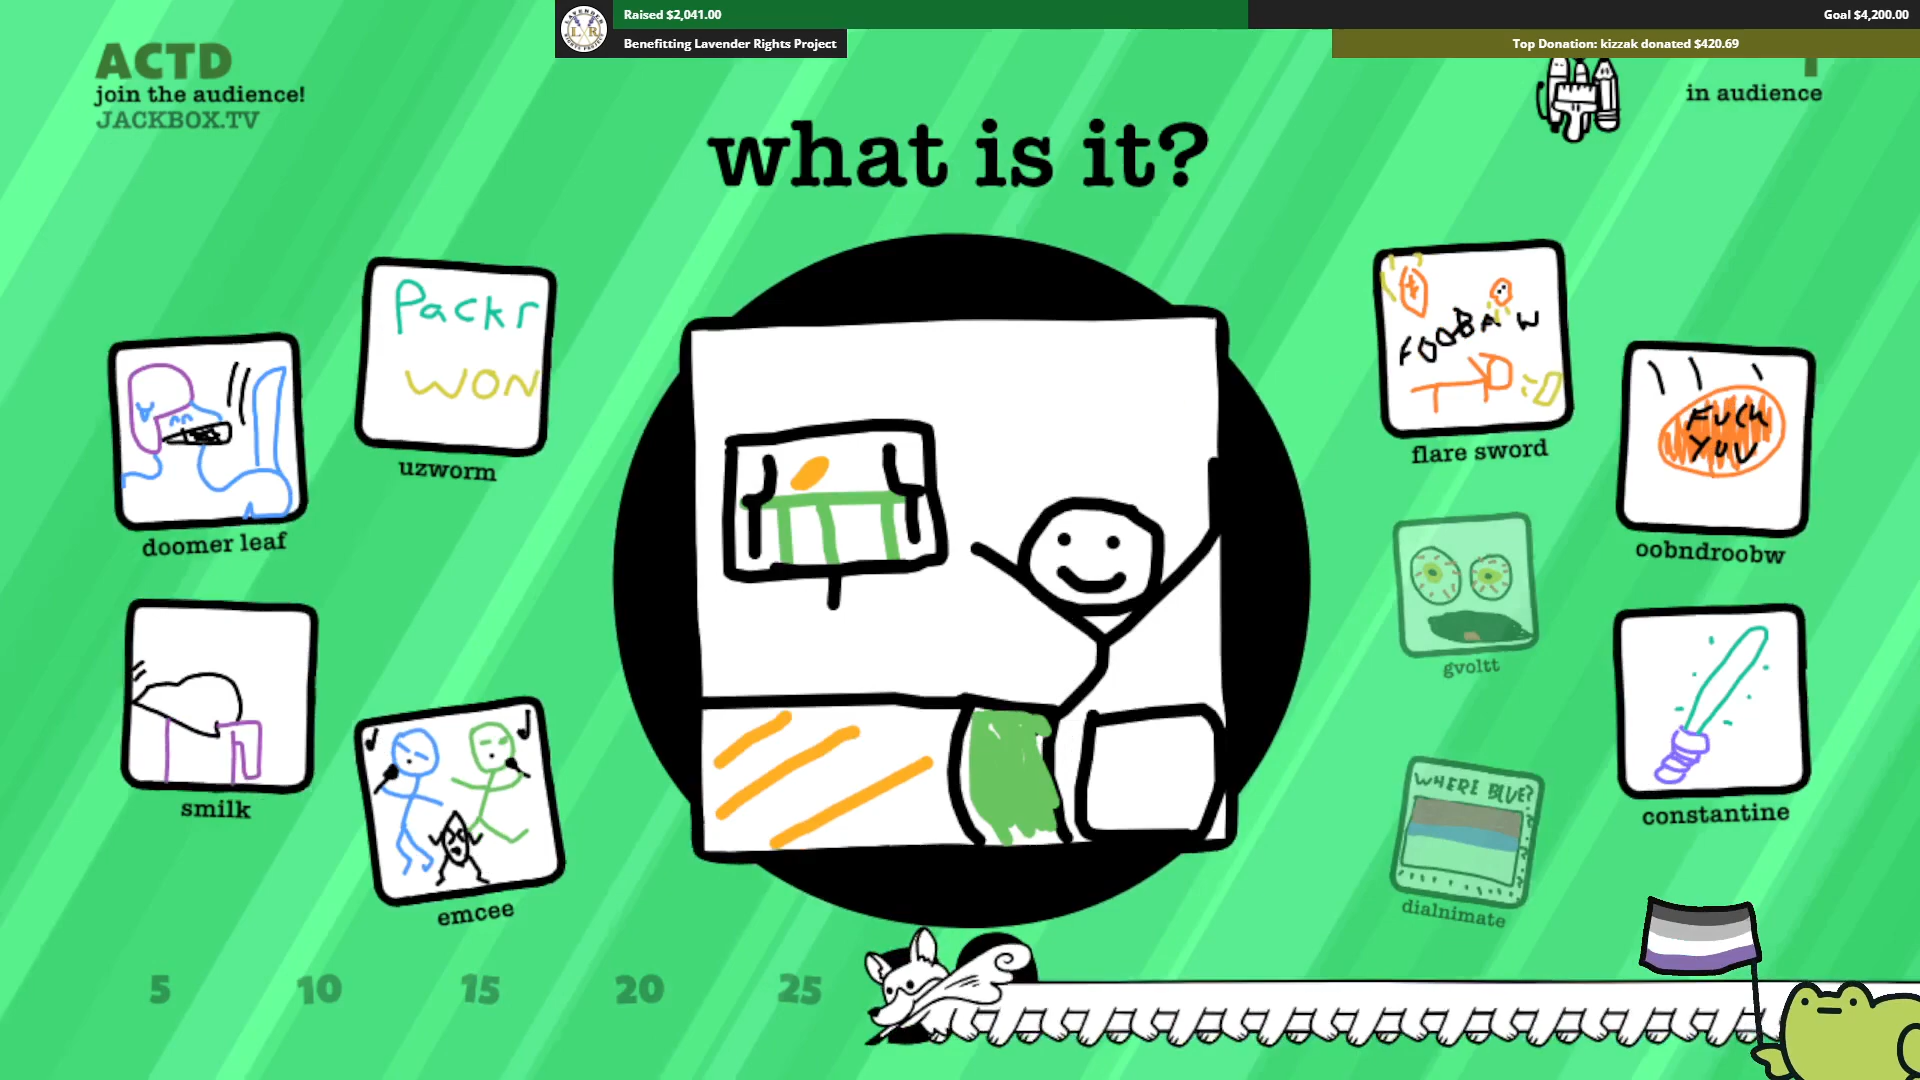 Raised $2,041.00
Goal $4,200.00
Benefitting Lavender Rights Project
Top Donation: kizzak donated $420.69
ACTD
join the audience!
JACKBOX.TV
in audience
what is it?
Packr
WON
uzworm
doomer leaf
smilk
emcee
FOOBAW
flare sword
FUCK
YUV
oobndroobw
gvoltt
WHERE BLUE?
dialnimate
constantine
5 10 15 20 25